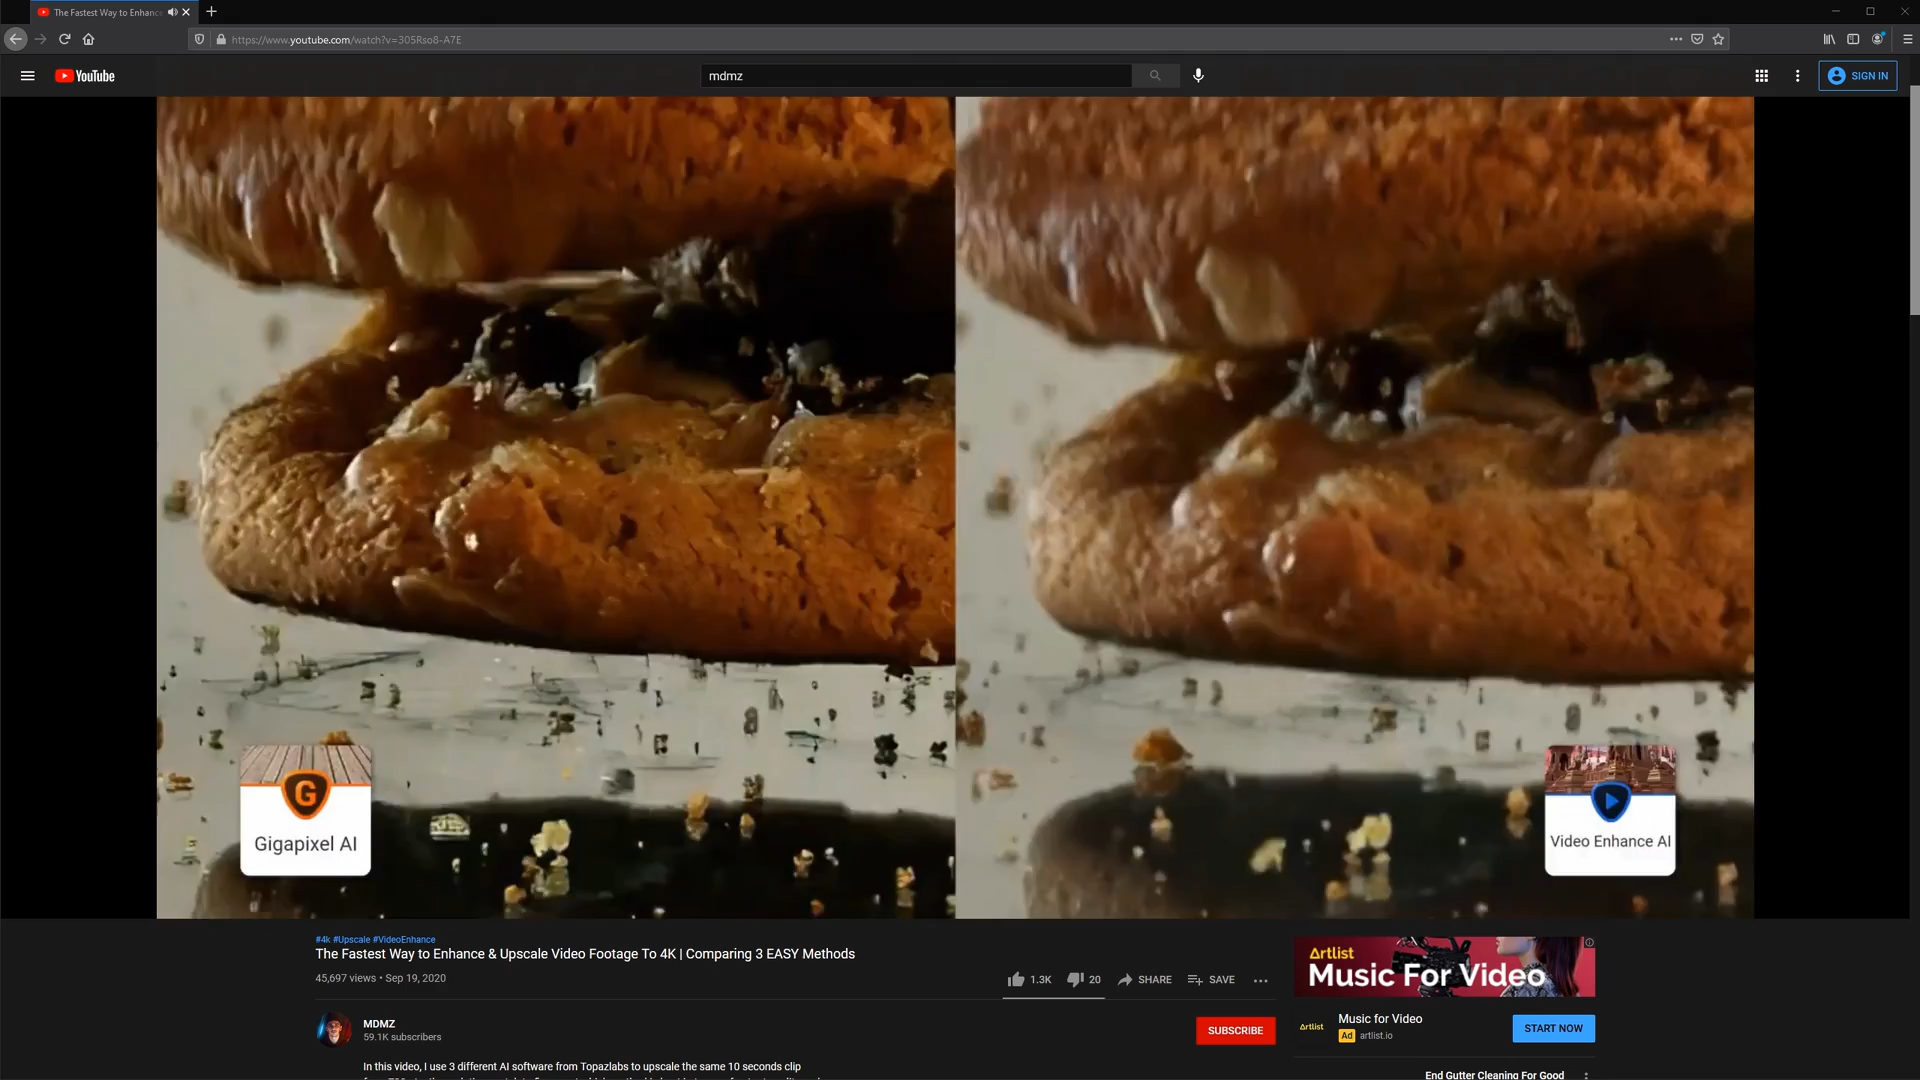 The Fastest Way to Enhance
https://www.youtube.com/watch?v=305Rso8-A7E
YouTube
mdmz
SIGN IN
G
Gigapixel AI
Video Enhance AI
#4k #Upscale #VideoEnhance
The Fastest Way to Enhance & Upscale Video Footage To 4K | Comparing 3 EASY Methods
45,697 views • Sep 19, 2020
1.3K
20
SHARE
SAVE
MDMZ
59.1K subscribers
SUBSCRIBE
In this video, I use 3 different AI software from Topazlabs to upscale the same 10 seconds clip
Artlist
Music For Video
Artlist
Music for Video
Ad artlist.io
START NOW
End Gutter Cleaning For Good